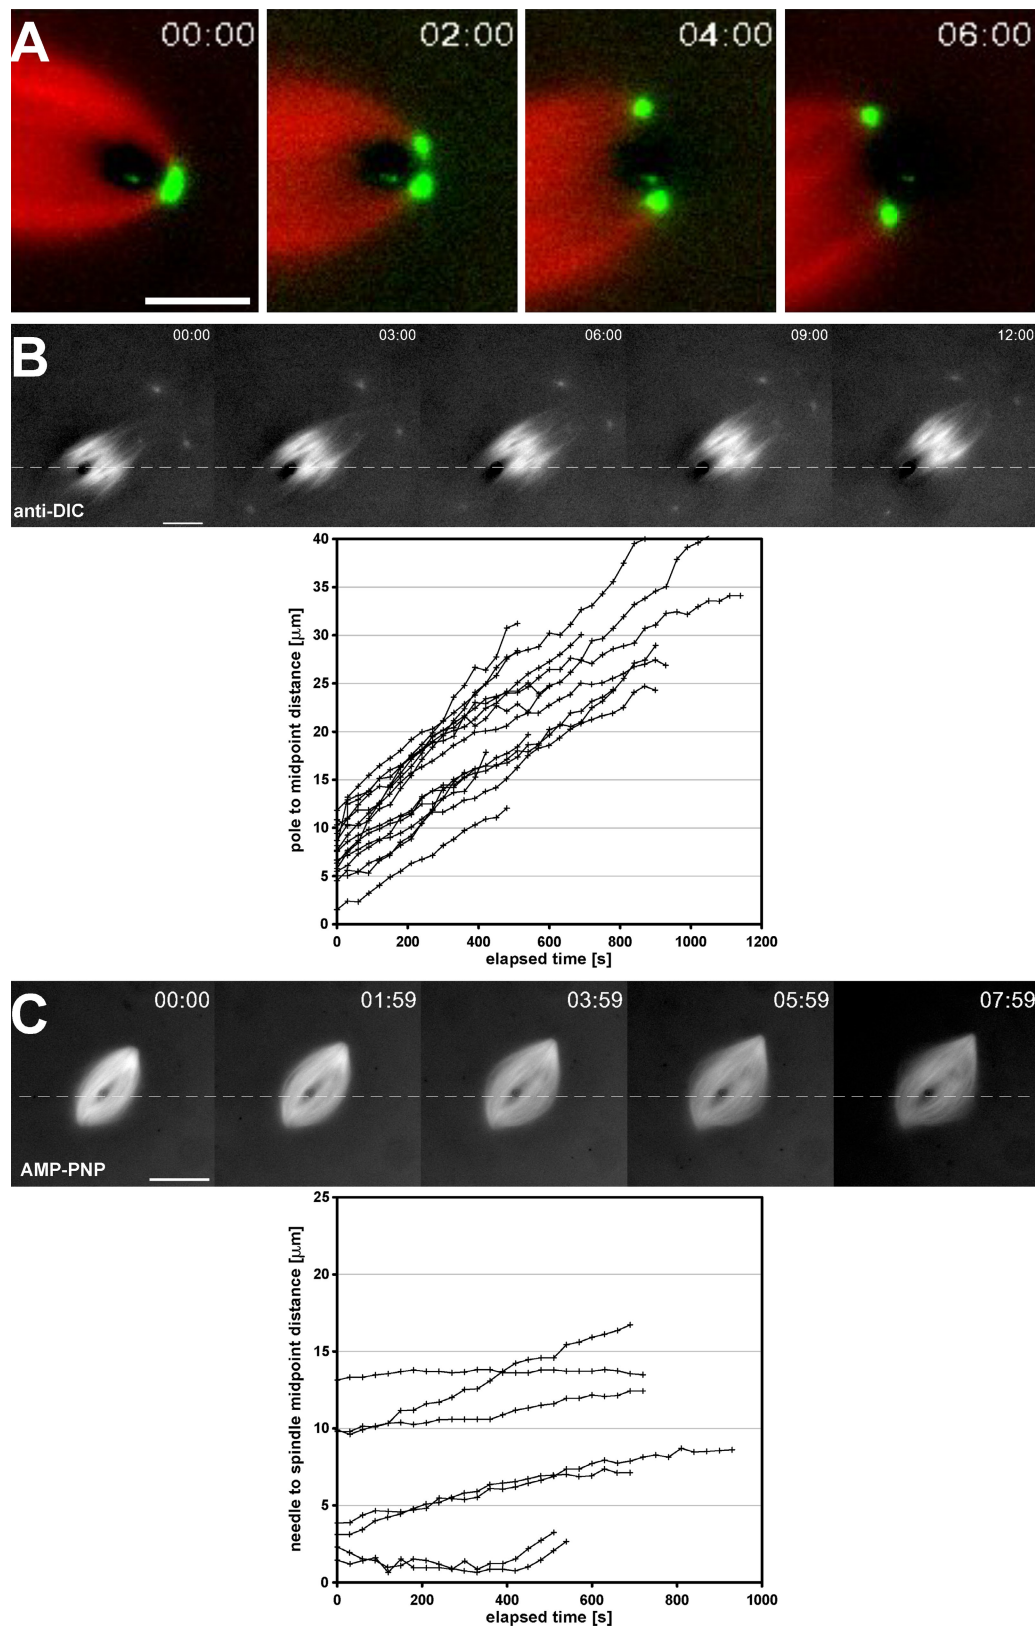 A
00:00 02:00 04:00 06:00
B
00:00 03:00 06:00 09:00 12:00
anti-DIC
40
35
30
25
20
15
10
5
0
pole to midpoint distance [µm]
0 200 400 600 800 1000 1200
elapsed time [s]
C
00:00 01:59 03:59 05:59 07:59
AMP-PNP
25
20
15
10
5
0
needle to spindle midpoint distance [µm]
0 200 400 600 800 1000
elapsed time [s]